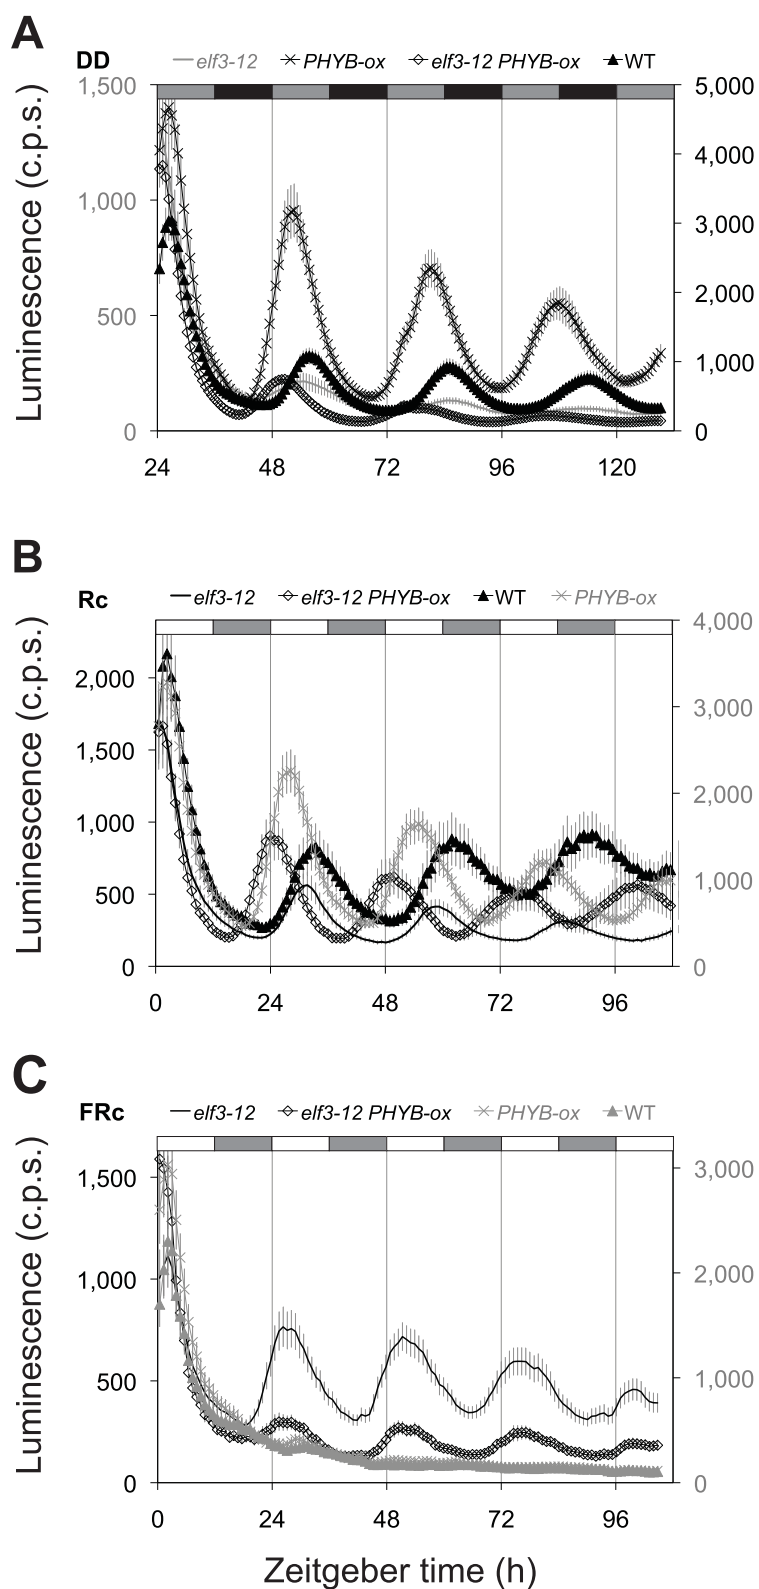 A
DD elf3-12 PHYB-ox elf3-12 PHYB-ox WT
1,500 5,000
4,000
1,000
3,000
2,000
500
1,000
0 0
Luminescence (c.p.s.)
24 48 72 96 120
B
Rc elf3-12 elf3-12 PHYB-ox WT PHYB-ox
4,000
2,000
3,000
1,500
2,000
1,000
500 1,000
0 0
Luminescence (c.p.s.)
0 24 48 72 96
C
FRc elf3-12 elf3-12 PHYB-ox PHYB-ox WT
1,500 3,000
1,000 2,000
500 1,000
0 0
Luminescence (c.p.s.)
0 24 48 72 96
Zeitgeber time (h)